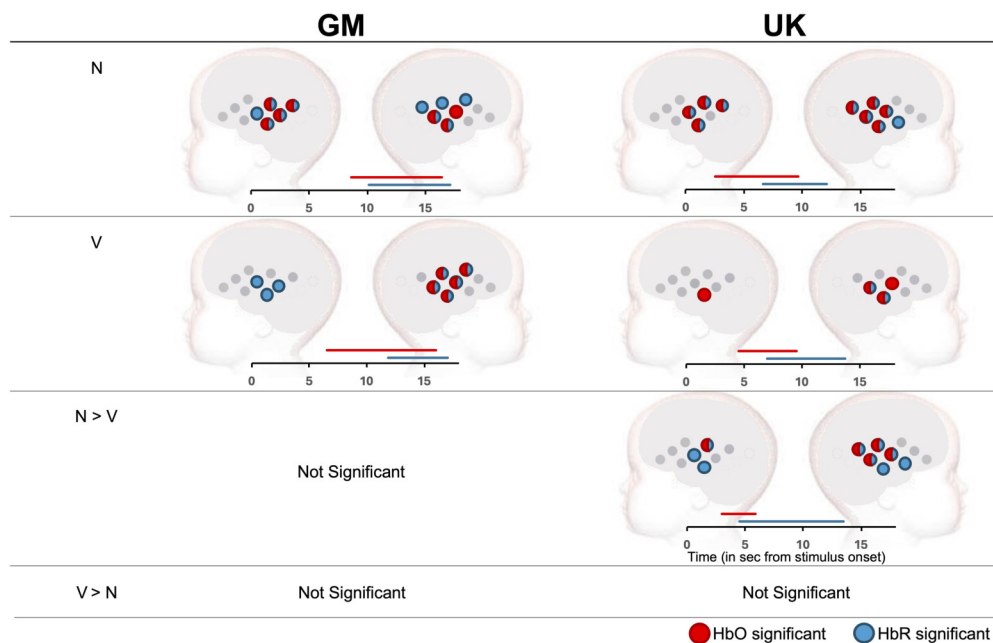 GM UK
N
0 5 10 15 0 5 10 15
V
0 5 10 15 0 5 10 15
N > V
Not Significant
0 5 10 15
Time (in sec from stimulus onset)
V > N Not Significant Not Significant
HbO significant HbR significant